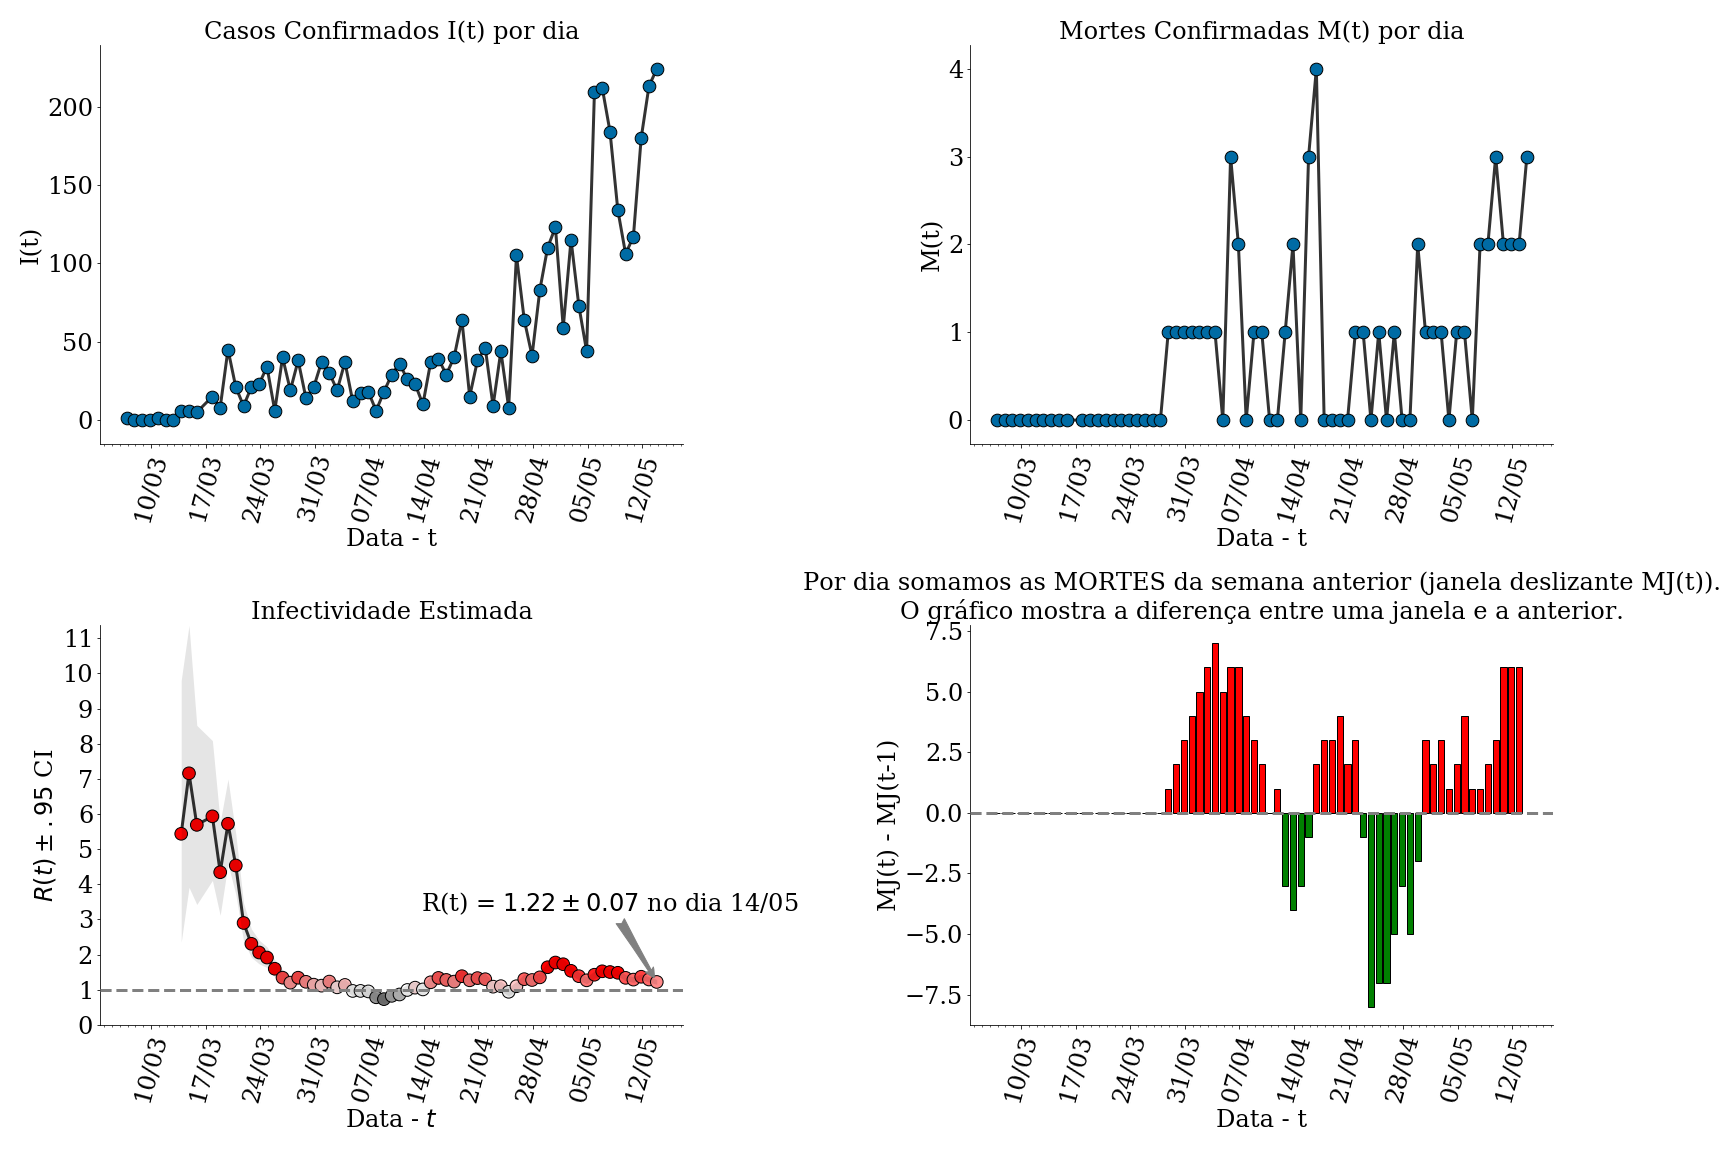 Casos Confirmados I(t) por dia
I(t)
200
150
100
50
0
10/03 17/03 24/03 31/03 07/04 14/04 21/04 28/04 05/05 12/05
Data - t
Mortes Confirmadas M(t) por dia
M(t)
4
3
2
1
0
10/03 17/03 24/03 31/03 07/04 14/04 21/04 28/04 05/05 12/05
Data - t
Infectividade Estimada
R(t) ± .95 CI
11
10
9
8
7
6
5
4
3
2
1
0
R(t) = 1.22 ± 0.07 no dia 14/05
10/03 17/03 24/03 31/03 07/04 14/04 21/04 28/04 05/05 12/05
Data - t
Por dia somamos as MORTES da semana anterior (janela deslizante MJ(t)).
O gráfico mostra a diferença entre uma janela e a anterior.
MJ(t) - MJ(t-1)
7.5
5.0
2.5
0.0
−2.5
−5.0
−7.5
10/03 17/03 24/03 31/03 07/04 14/04 21/04 28/04 05/05 12/05
Data - t